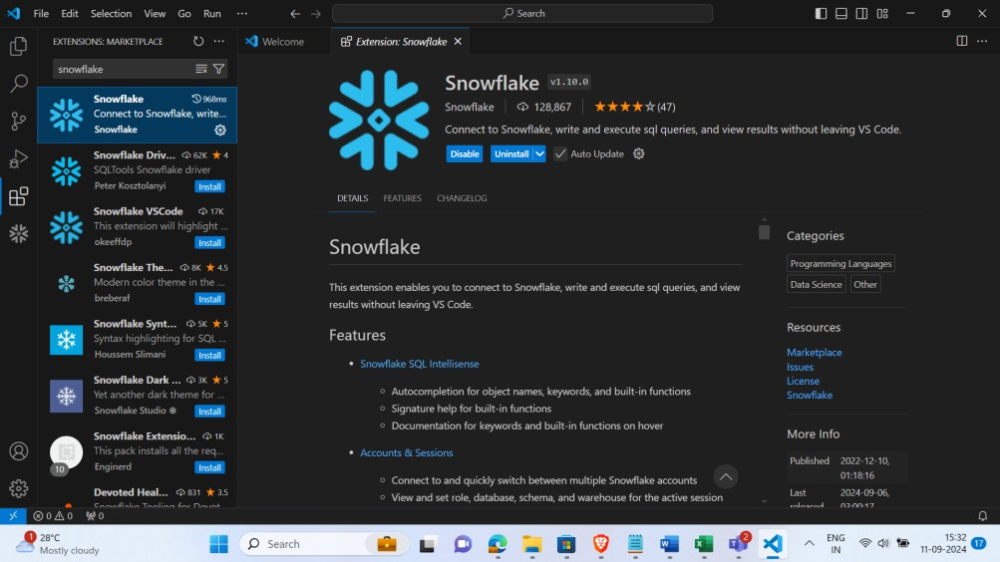 File Edit Selection View Go Run ··· Search
EXTENSIONS: MARKETPLACE
snowflake
Snowflake 968ms
Connect to Snowflake, write...
Snowflake
Snowflake Driv... 62K ★ 4
SQLTools Snowflake driver
Peter Kosztolanyi Install
Snowflake VSCode 17K
This extension will highlight ...
okeeffdp Install
Snowflake The... 8K ★ 4.5
Modern color theme in the ...
breberaf Install
Snowflake Synt... 5K ★ 5
Syntax highlighting for SQL ...
Houssem Slimani Install
Snowflake Dark ... 3K ★ 5
Yet another dark theme for ...
Snowflake Studio ❄ Install
Snowflake Extensio... 1K
This pack installs all the req...
Enginerd Install
10
Devoted Heal... 831 ★ 3.5
Welcome Extension: Snowflake
Snowflake v1.10.0
Snowflake 128,867 ★★★★☆ (47)
Connect to Snowflake, write and execute sql queries, and view results without leaving VS Code.
Disable Uninstall Auto Update
DETAILS FEATURES CHANGELOG
Snowflake
This extension enables you to connect to Snowflake, write and execute sql queries, and view
results without leaving VS Code.
Features
• Snowflake SQL Intellisense
○ Autocompletion for object names, keywords, and built-in functions
○ Signature help for built-in functions
○ Documentation for keywords and built-in functions on hover
• Accounts & Sessions
○ Connect to and quickly switch between multiple Snowflake accounts
○ View and set role, database, schema, and warehouse for the active session
Categories
Programming Languages
Data Science Other
Resources
Marketplace
Issues
License
Snowflake
More Info
Published 2022-12-10,
01:18:16
Last 2024-09-06,
0 0 0
1 28°C
Mostly cloudy
Search
2
ENG
IN
15:32
11-09-2024
17